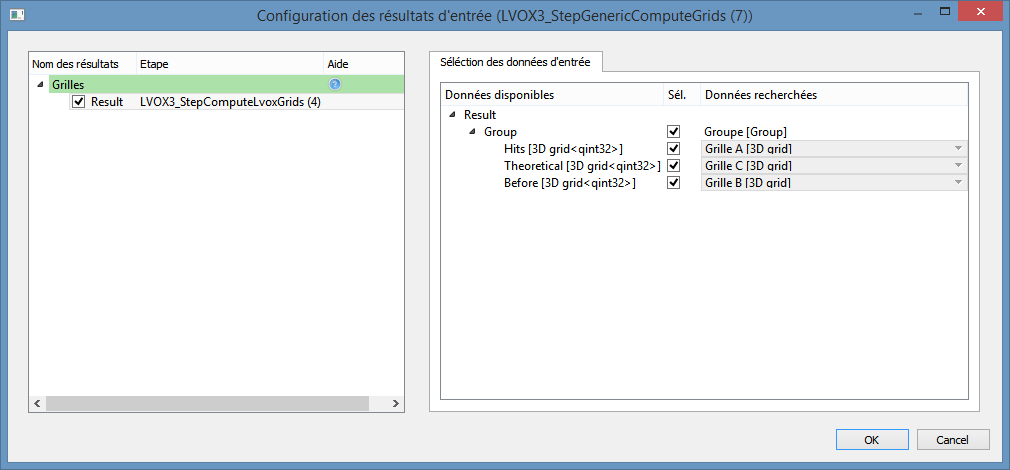 Configuration des résultats d'entrée (LVOX3_StepGenericComputeGrids (7))
Nom des résultats Etape Aide
Grilles
Result LVOX3_StepComputeLvoxGrids (4)
Séléction des données d'entrée
Données disponibles Sél. Données recherchées
Result
Group Groupe [Group]
Hits [3D grid<qint32>] Grille A [3D grid]
Theoretical [3D grid<qint32>] Grille C [3D grid]
Before [3D grid<qint32>] Grille B [3D grid]
OK Cancel